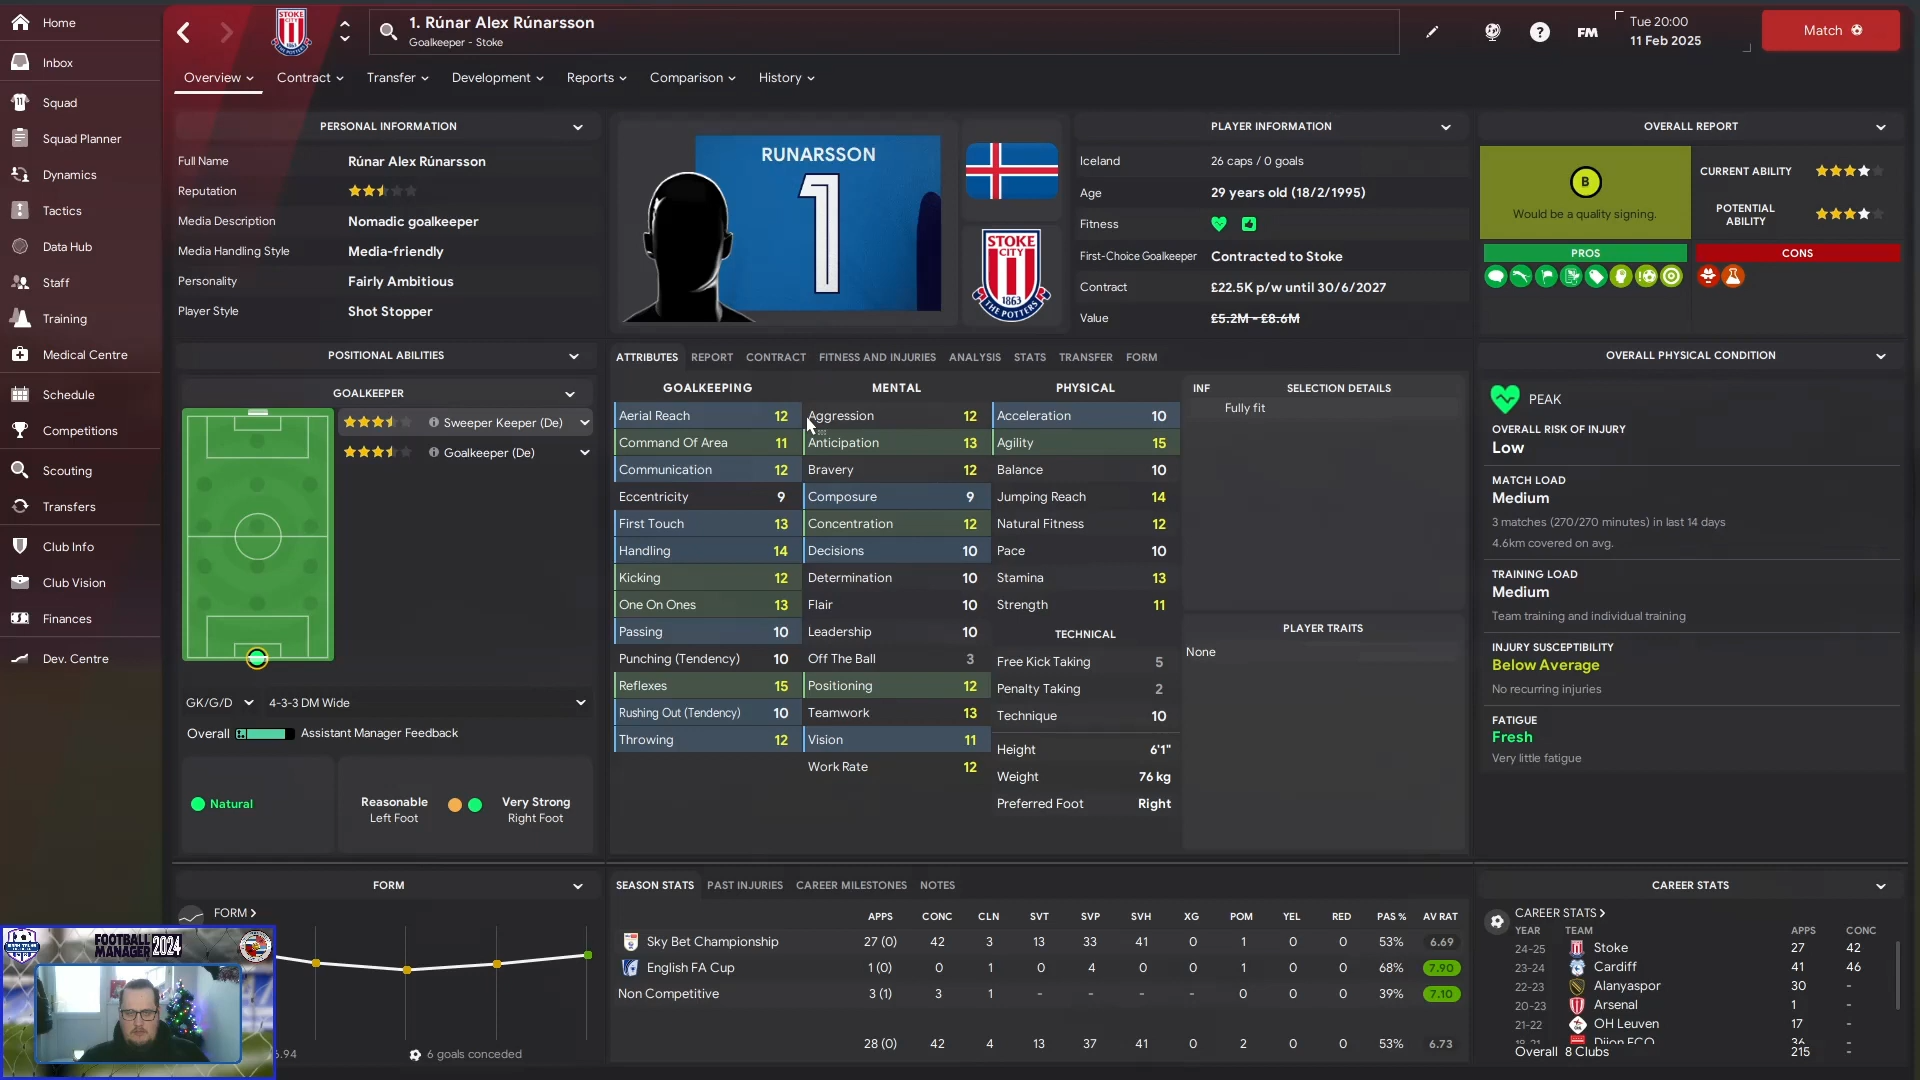 Home
Inbox
Squad
Squad Planner
Dynamics
Tactics
Data Hub
Staff
Training
Medical Centre
Schedule
Competitions
Scouting
Transfers
Club Info
Club Vision
Finances
Dev. Centre
1. Rúnar Alex Rúnarsson
Goalkeeper - Stoke
FM
Tue 20:00
11 Feb 2025
Match
Overview Contract Transfer Development Reports Comparison History
PERSONAL INFORMATION
Full Name Rúnar Alex Rúnarsson
Reputation
Media Description Nomadic goalkeeper
Media Handling Style Media-friendly
Personality Fairly Ambitious
Player Style Shot Stopper
RUNARSSON
1
STOKE CITY
1863
THE POTTERS
PLAYER INFORMATION
Iceland 26 caps / 0 goals
Age 29 years old (18/2/1995)
Fitness
First-Choice Goalkeeper Contracted to Stoke
Contract £22.5K p/w until 30/6/2027
Value £5.2M - £8.6M
OVERALL REPORT
B
Would be a quality signing.
CURRENT ABILITY
POTENTIAL ABILITY
PROS CONS
POSITIONAL ABILITIES
GOALKEEPER
Sweeper Keeper (De)
Goalkeeper (De)
GK/G/D 4-3-3 DM Wide
Overall Assistant Manager Feedback
Natural
Reasonable Very Strong
Left Foot Right Foot
ATTRIBUTES REPORT CONTRACT FITNESS AND INJURIES ANALYSIS STATS TRANSFER FORM
GOALKEEPING
Aerial Reach 12
Command Of Area 11
Communication 12
Eccentricity 9
First Touch 13
Handling 14
Kicking 12
One On Ones 13
Passing 10
Punching (Tendency) 10
Reflexes 15
Rushing Out (Tendency) 10
Throwing 12
MENTAL
Aggression 12
Anticipation 13
Bravery 12
Composure 9
Concentration 12
Decisions 10
Determination 10
Flair 10
Leadership 10
Off The Ball 3
Positioning 12
Teamwork 13
Vision 11
Work Rate 12
PHYSICAL
Acceleration 10
Agility 15
Balance 10
Jumping Reach 14
Natural Fitness 12
Pace 10
Stamina 13
Strength 11
TECHNICAL
Free Kick Taking 5
Penalty Taking 2
Technique 10
Height 6'1"
Weight 76 kg
Preferred Foot Right
INF SELECTION DETAILS
Fully fit
PLAYER TRAITS
None
OVERALL PHYSICAL CONDITION
PEAK
OVERALL RISK OF INJURY
Low
MATCH LOAD
Medium
3 matches (270/270 minutes) in last 14 days
4.6km covered on avg.
TRAINING LOAD
Medium
Team training and individual training
INJURY SUSCEPTIBILITY
Below Average
No recurring injuries
FATIGUE
Fresh
Very little fatigue
FORM
FORM
FOOTBALL MANAGER 2024
6.94
6 goals conceded
SEASON STATS PAST INJURIES CAREER MILESTONES NOTES
APPS CONC CLN SVT SVP SVH XG POM YEL RED PAS % AV RAT
Sky Bet Championship 27 (0) 42 3 13 33 41 0 1 0 0 53% 6.69
English FA Cup 1 (0) 0 1 0 4 0 0 1 0 0 68% 7.90
Non Competitive 3 (1) 3 1 - - - - 0 0 0 39% 7.10
28 (0) 42 4 13 37 41 0 2 0 0 53% 6.73
CAREER STATS
CAREER STATS
YEAR TEAM APPS CONC
24-25 Stoke 27 42
23-24 Cardiff 41 46
22-23 Alanyaspor 30 -
20-23 Arsenal 1 -
21-22 OH Leuven 17 -
18-21 Dijon FCO 36 -
Overall 8 Clubs 215 -